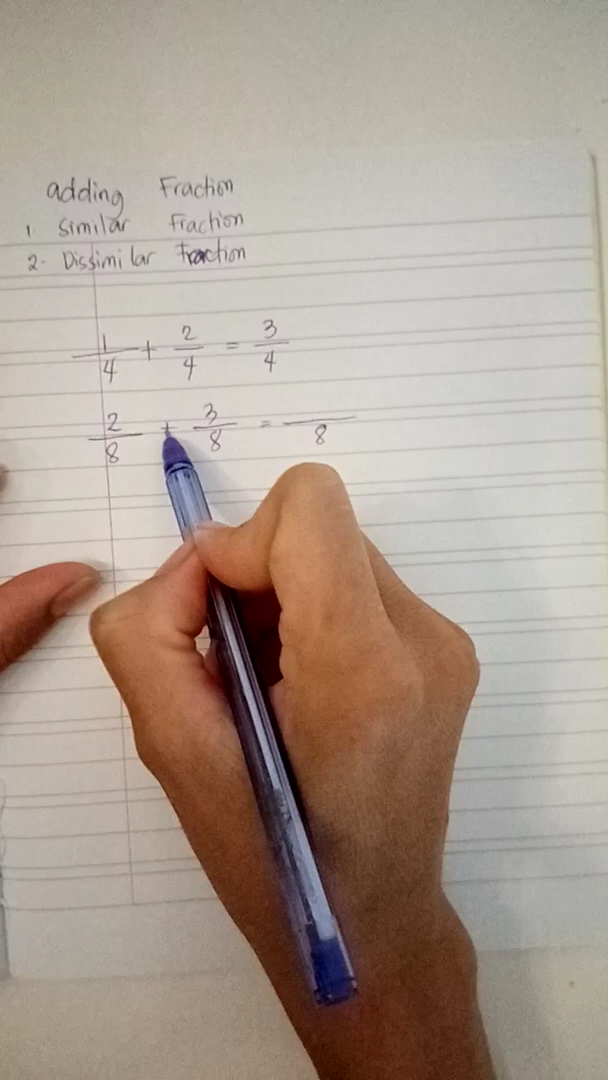 adding Fraction
1. Similar Fraction
2. Dissimilar Fraction
1/4 + 2/4 = 3/4
2/8 + 3/8 = /8